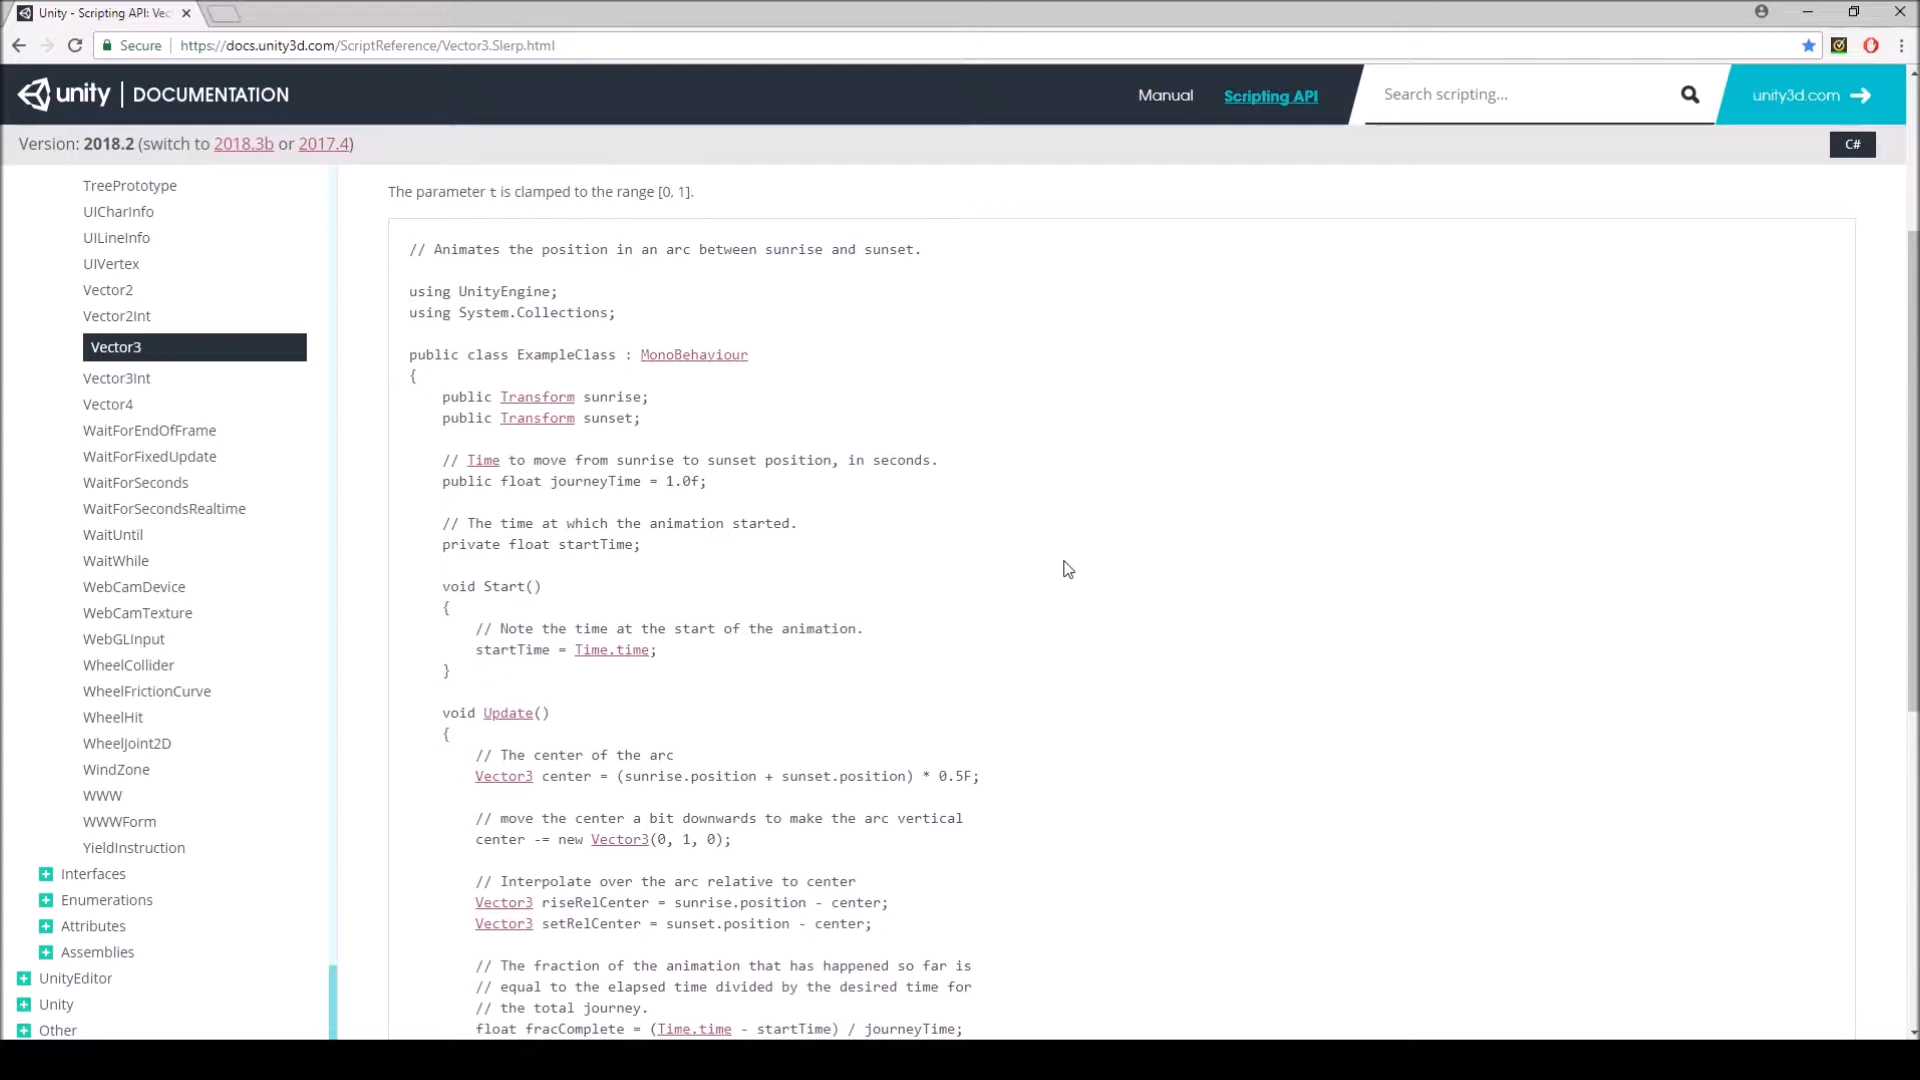 Unity - Scripting API: Vec
Secure https://docs.unity3d.com/ScriptReference/Vector3.Slerp.html
unity DOCUMENTATION Manual Scripting API Search scripting... unity3d.com
Version: 2018.2 (switch to 2018.3b or 2017.4) C#
TreePrototype
UICharInfo
UILineInfo
UIVertex
Vector2
Vector2Int
Vector3
Vector3Int
Vector4
WaitForEndOfFrame
WaitForFixedUpdate
WaitForSeconds
WaitForSecondsRealtime
WaitUntil
WaitWhile
WebCamDevice
WebCamTexture
WebGLInput
WheelCollider
WheelFrictionCurve
WheelHit
WheelJoint2D
WindZone
WWW
WWWForm
YieldInstruction
Interfaces
Enumerations
Attributes
Assemblies
UnityEditor
Unity
Other
The parameter t is clamped to the range [0, 1].
// Animates the position in an arc between sunrise and sunset.
using UnityEngine;
using System.Collections;
public class ExampleClass : MonoBehaviour
{
public Transform sunrise;
public Transform sunset;
// Time to move from sunrise to sunset position, in seconds.
public float journeyTime = 1.0f;
// The time at which the animation started.
private float startTime;
void Start()
{
// Note the time at the start of the animation.
startTime = Time.time;
}
void Update()
{
// The center of the arc
Vector3 center = (sunrise.position + sunset.position) * 0.5F;
// move the center a bit downwards to make the arc vertical
center -= new Vector3(0, 1, 0);
// Interpolate over the arc relative to center
Vector3 riseRelCenter = sunrise.position - center;
Vector3 setRelCenter = sunset.position - center;
// The fraction of the animation that has happened so far is
// equal to the elapsed time divided by the desired time for
// the total journey.
float fracComplete = (Time.time - startTime) / journeyTime;